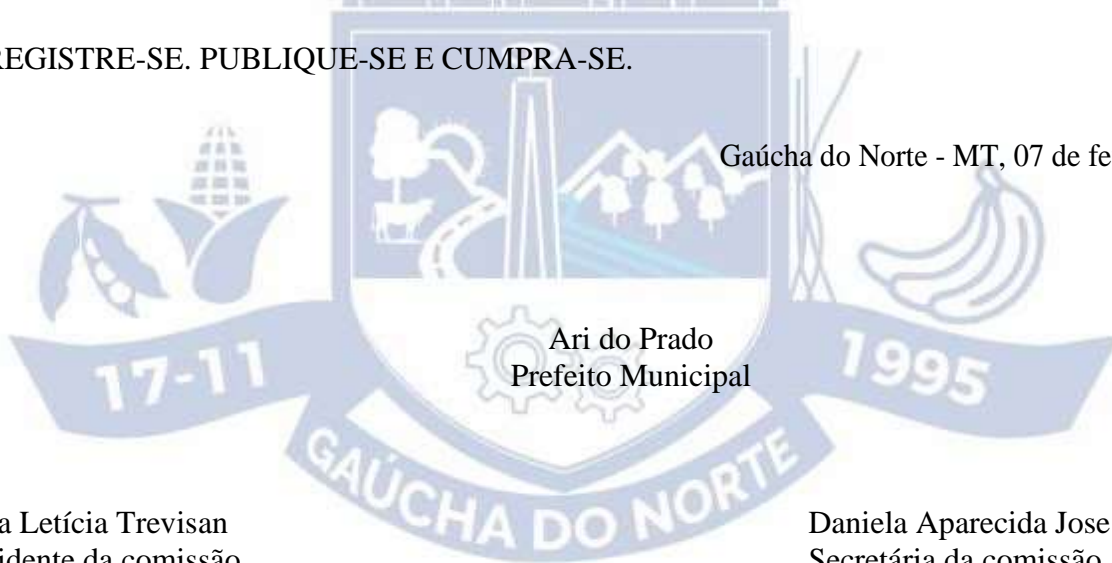 REGISTRE-SE. PUBLIQUE-SE E CUMPRA-SE.
Gaúcha do Norte - MT, 07 de fe
Ari do Prado
Prefeito Municipal
17-11
1995
GAÚCHA DO NORTE
a Letícia Trevisan
Daniela Aparecida Jose
idente da comissão
Secretária da comissão